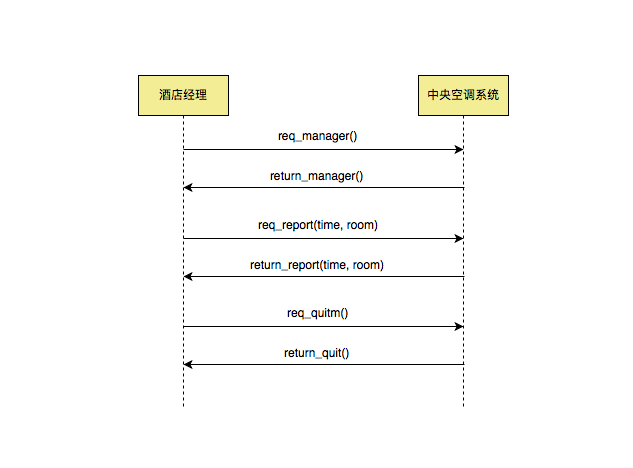 酒店经理
中央空调系统
req_manager()
return_manager()
req_report(time, room)
return_report(time, room)
req_quitm()
return_quit()